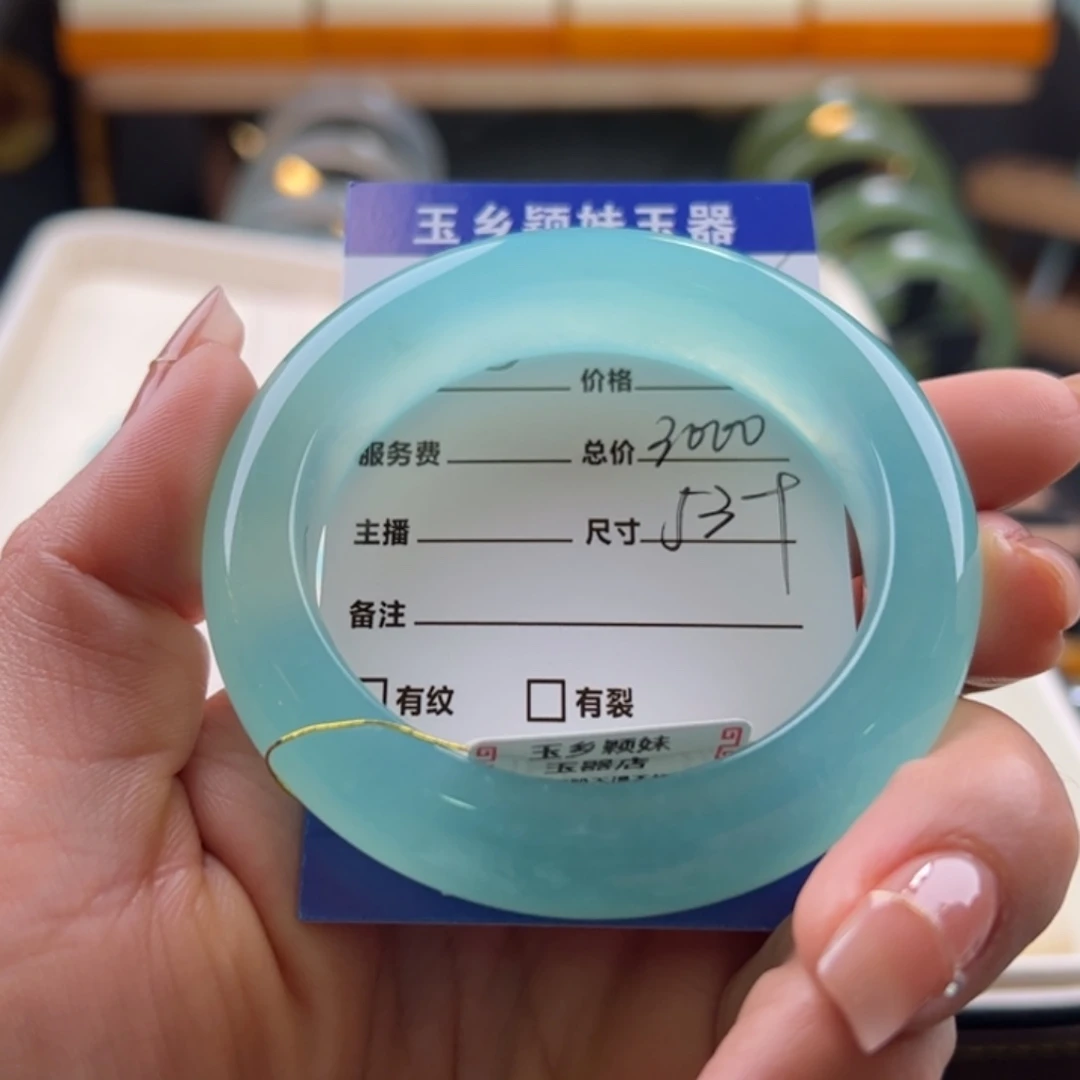 玉乡颖妹玉器
价格
服务费 总价 3000
主播 尺寸 53+
备注
有纹 有裂
玉乡颖妹
玉器店